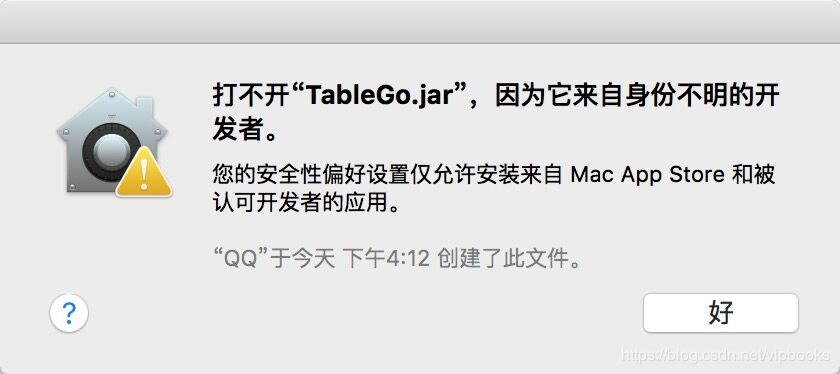 打不开“TableGo.jar”，因为它来自身份不明的开
发者。
您的安全性偏好设置仅允许安装来自 Mac App Store 和被
认可开发者的应用。
“QQ”于今天 下午4:12 创建了此文件。
?
好
https://blog.csdn.net/vipbooks